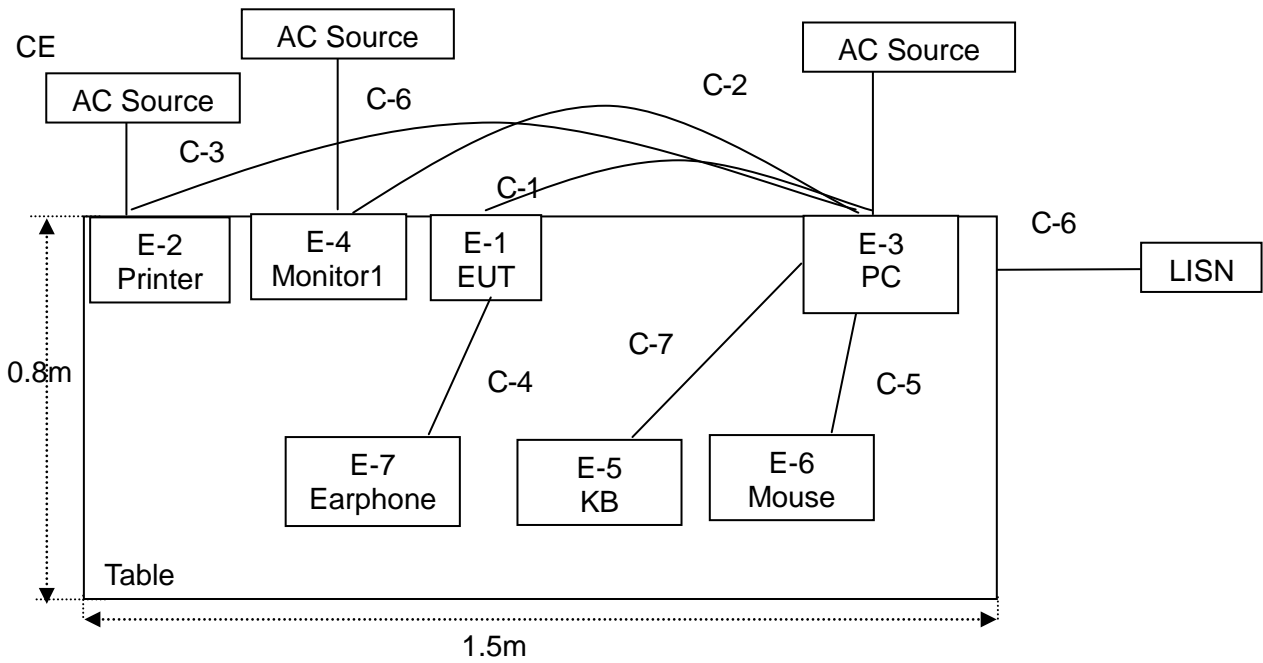 CE
AC Source
AC Source
AC Source
C-6
C-2
C-3
C-1
E-2
Printer
E-4
Monitor1
E-1
EUT
E-3
PC
C-6
LISN
0.8m
C-7
C-4
C-5
E-7
Earphone
E-5
KB
E-6
Mouse
Table
1.5m